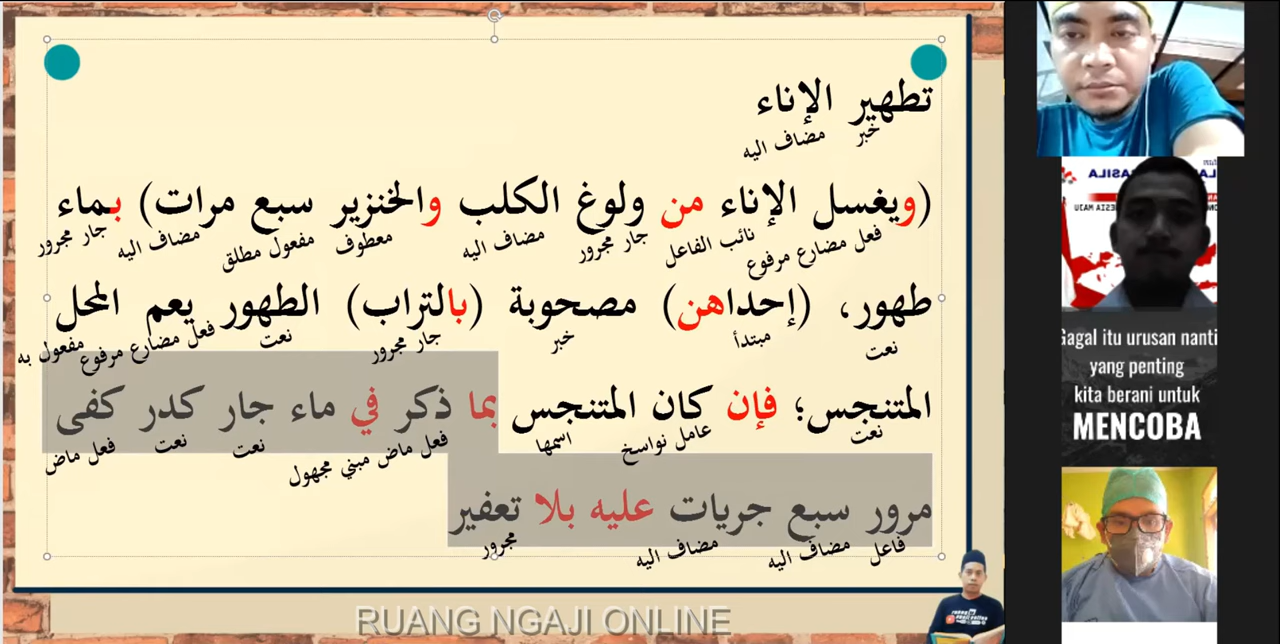 تطهير الإناء
خبر مضاف اليه
(ويغسل الإناء من ولوغ الكلب والخنزير سبع مرات) بماء
فعل مضارع مرفوع نائب الفاعل جار مجرور مضاف اليه معطوف مفعول مطلق مضاف اليه جار مجرور
طهور، (إحداهن) مصحوبة (بالتراب) الطهور يعم المحل
نعت مبتدأ خبر جار مجرور نعت فعل مضارع مرفوع مفعول به
المتنجس؛ فإن كان المتنجس بما ذكر في ماء جار كدر كفى
نعت عامل نواسخ اسمها فعل ماض مبني مجهول نعت نعت فعل ماض
مرور سبع جريات عليه بلا تعفير
فاعل مضاف اليه مضاف اليه مجرور
RUANG NGAJI ONLINE
Gagal itu urusan nanti
yang penting
kita berani untuk
MENCOBA